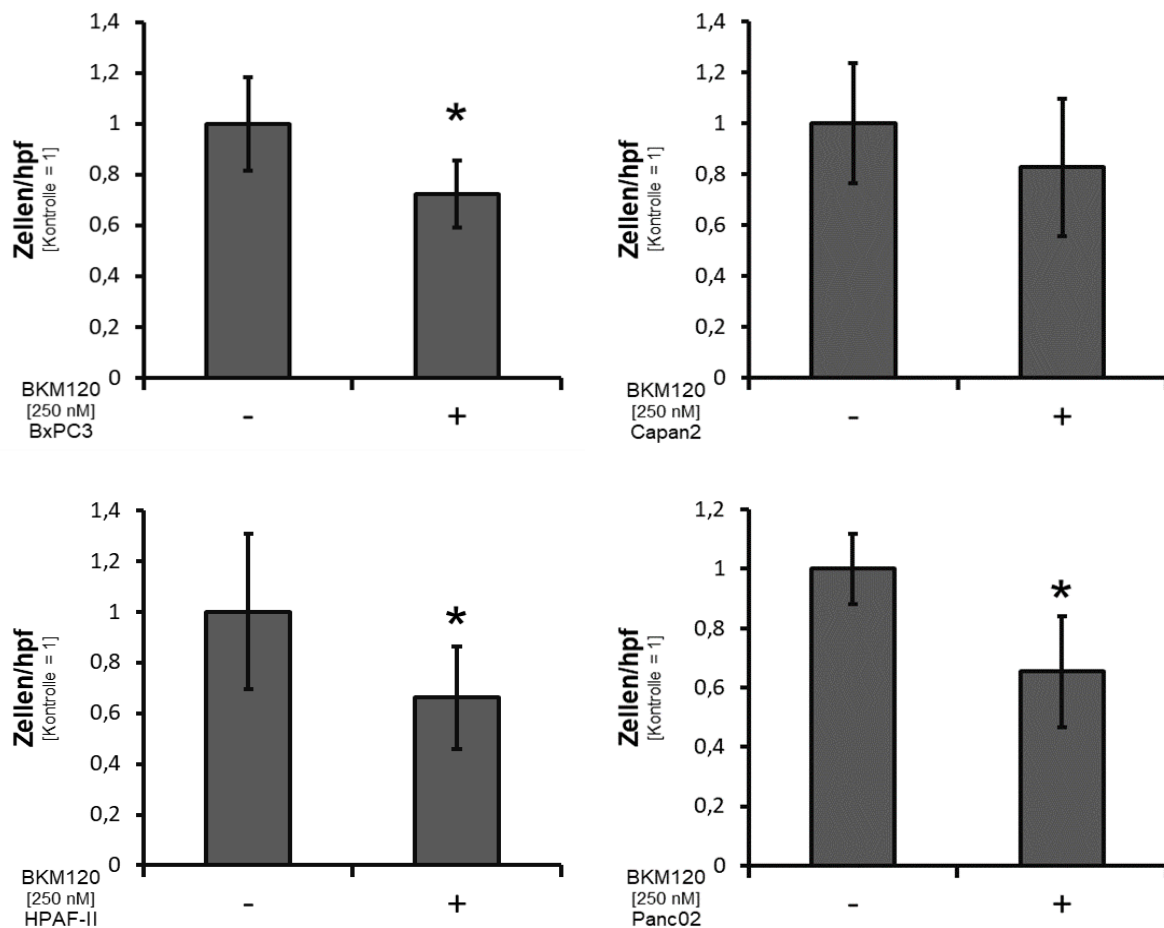 Zellen/hpf
[Kontrolle = 1]
1,4
1,2
1
0,8
0,6
0,4
0,2
0
*
BKM120
[250 nM]
BxPC3
- +
Zellen/hpf
[Kontrolle = 1]
1,4
1,2
1
0,8
0,6
0,4
0,2
0
BKM120
[250 nM]
Capan2
- +
Zellen/hpf
[Kontrolle = 1]
1,4
1,2
1
0,8
0,6
0,4
0,2
0
*
BKM120
[250 nM]
HPAF-II
- +
Zellen/hpf
[Kontrolle = 1]
1,2
1
0,8
0,6
0,4
0,2
0
*
BKM120
[250 nM]
Panc02
- +